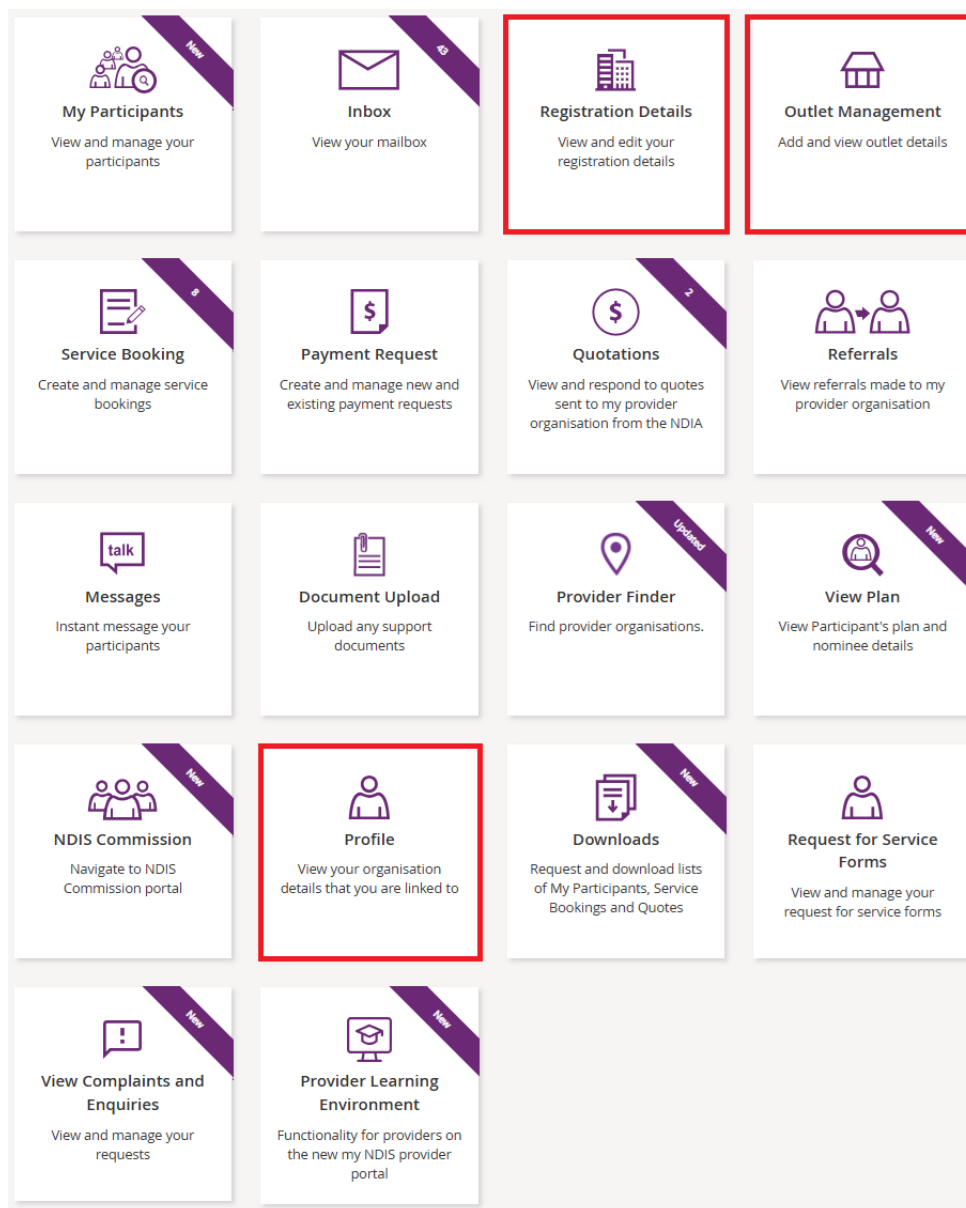 New
My Participants
View and manage your
participants
43
Inbox
View your mailbox
Registration Details
View and edit your
registration details
Outlet Management
Add and view outlet details
8
Service Booking
Create and manage service
bookings
$
Payment Request
Create and manage new and
existing payment requests
2
$
Quotations
View and respond to quotes
sent to my provider
organisation from the NDIA
Referrals
View referrals made to my
provider organisation
talk
Messages
Instant message your
participants
Document Upload
Upload any support
documents
Updated
Provider Finder
Find provider organisations.
New
View Plan
View Participant's plan and
nominee details
New
NDIS Commission
Navigate to NDIS
Commission portal
Profile
View your organisation
details that you are linked to
New
Downloads
Request and download lists
of My Participants, Service
Bookings and Quotes
Request for Service
Forms
View and manage your
request for service forms
New
View Complaints and
Enquiries
View and manage your
requests
New
Provider Learning
Environment
Functionality for providers on
the new my NDIS provider
portal